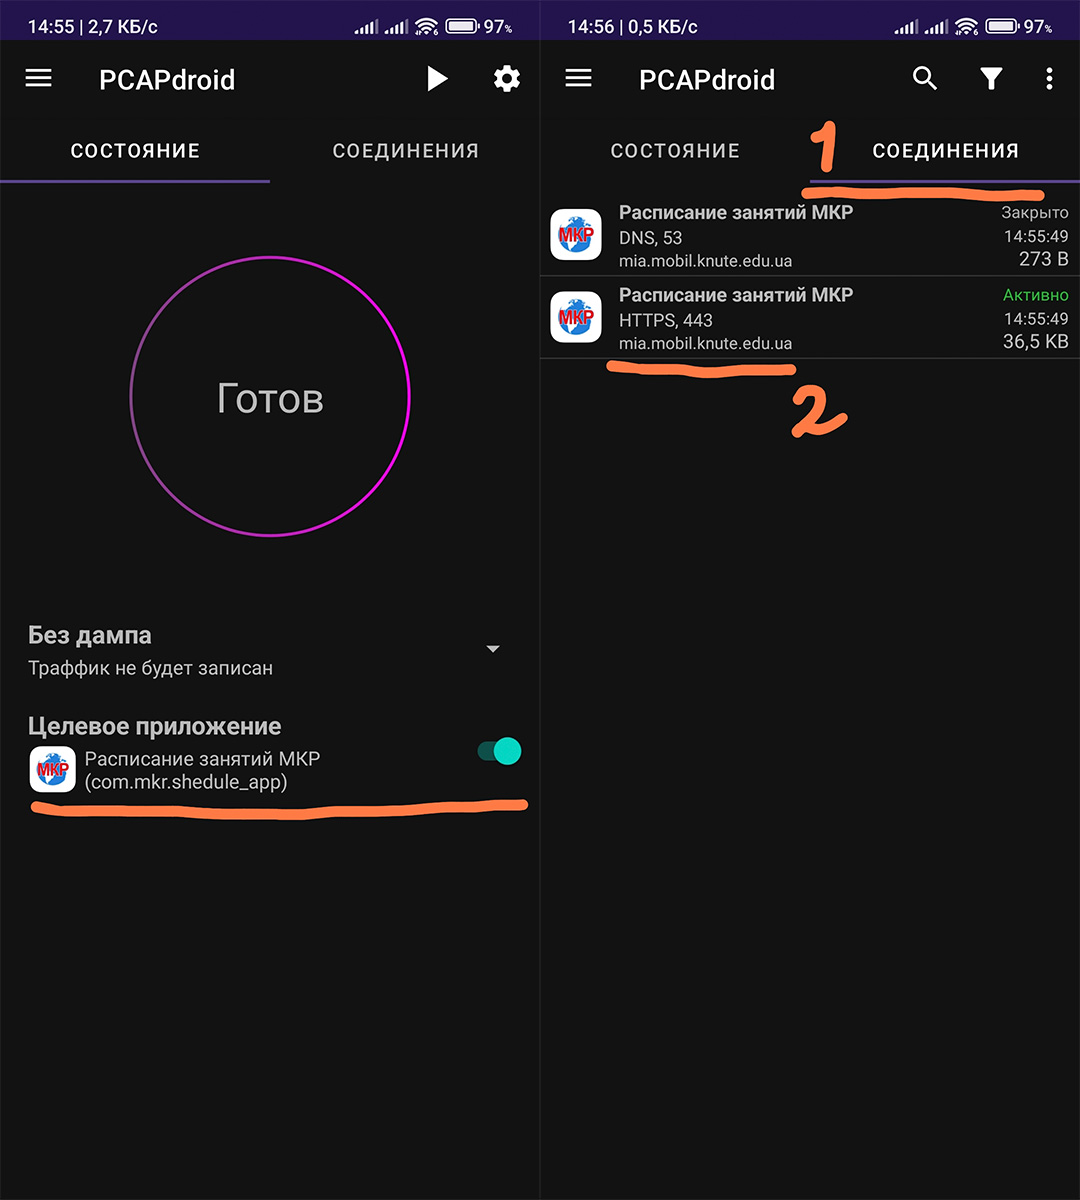 14:55 | 2,7 КБ/с
97%
PCAPdroid
СОСТОЯНИЕ
СОЕДИНЕНИЯ
Готов
Без дампа
Траффик не будет записан
Целевое приложение
МКР
Расписание занятий МКР
(com.mkr.shedule_app)
14:56 | 0,5 КБ/с
97%
PCAPdroid
СОСТОЯНИЕ
1
СОЕДИНЕНИЯ
МКР
Расписание занятий МКР
Закрыто
DNS, 53
14:55:49
mia.mobil.knute.edu.ua
273 B
МКР
Расписание занятий МКР
Активно
HTTPS, 443
14:55:49
mia.mobil.knute.edu.ua
36,5 KB
2